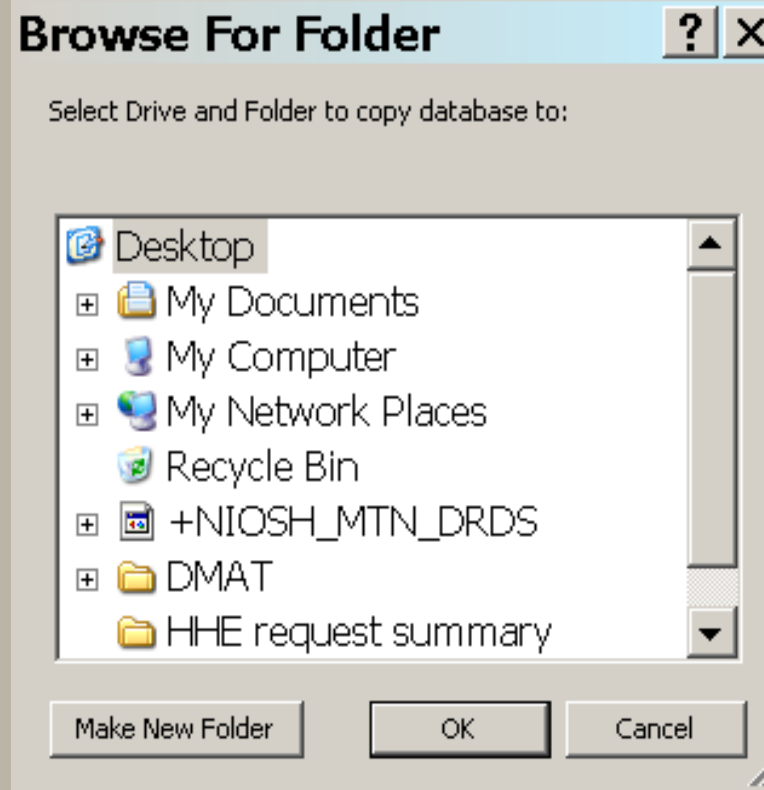 Browse For Folder
Select Drive and Folder to copy database to:
Desktop
My Documents
My Computer
My Network Places
Recycle Bin
+NIOSH_MTN_DRDS
DMAT
HHE request summary
Make New Folder OK Cancel